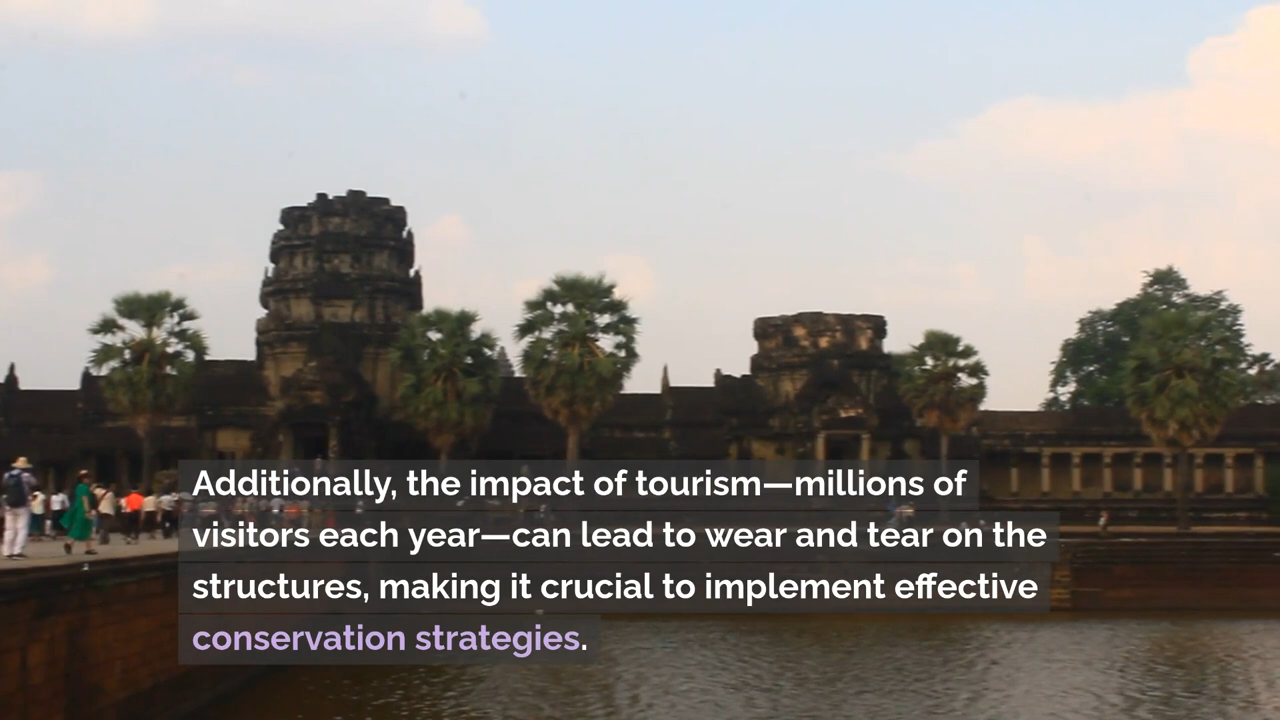 Additionally, the impact of tourism—millions of
visitors each year—can lead to wear and tear on the
structures, making it crucial to implement effective
conservation strategies.